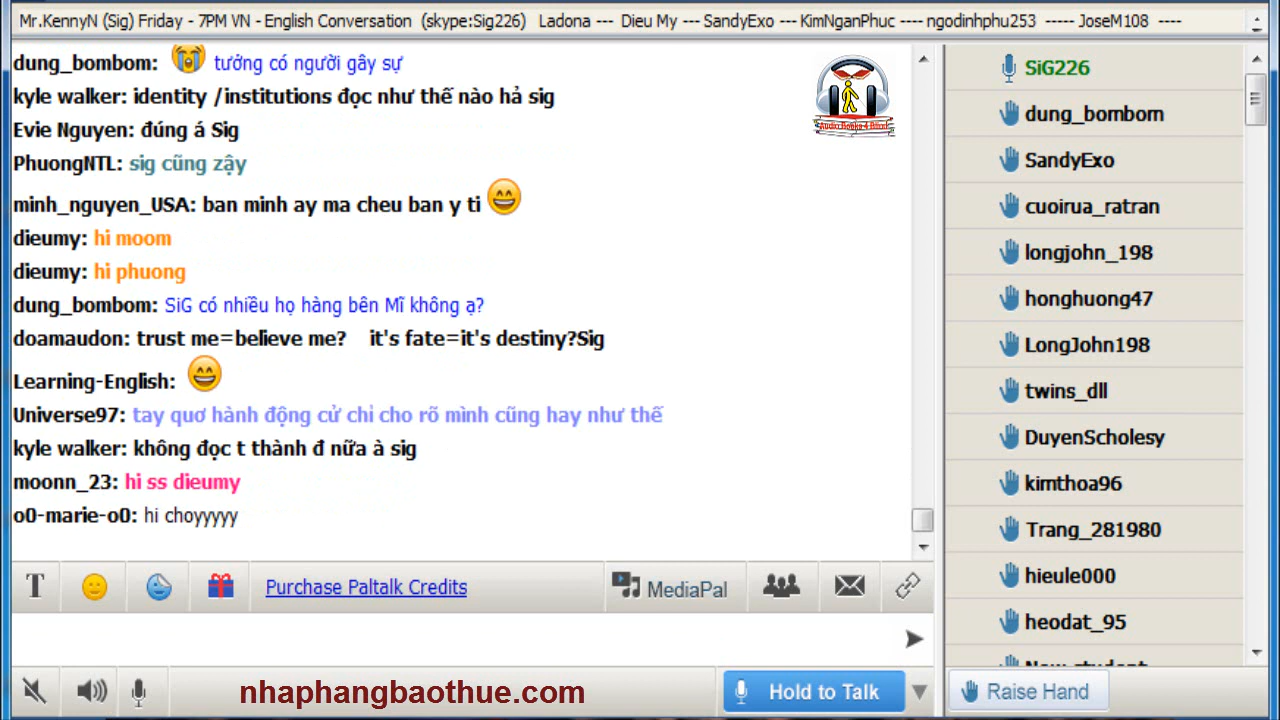 Mr.KennyN (Sig) Friday - 7PM VN - English Conversation (skype:Sig226) Ladona --- Dieu My --- SandyExo --- KimNganPhuc ---- ngodinhphu253 ----- JoseM108 ----
dung_bombom: tưởng có người gây sự
kyle walker: identity /institutions đọc như thế nào hả sig
Evie Nguyen: đúng á Sig
PhuongNTL: sig cũng zậy
minh_nguyen_USA: ban minh ay ma cheu ban y ti
dieumy: hi moom
dieumy: hi phuong
dung_bombom: SiG có nhiều họ hàng bên Mĩ không ạ?
doamaudon: trust me=believe me? it's fate=it's destiny?Sig
Learning-English:
Universe97: tay quơ hành động cử chỉ cho rõ mình cũng hay như thế
kyle walker: không đọc t thành đ nữa à sig
moonn_23: hi ss dieumy
o0-marie-o0: hi choyyyyy
Audio Books 4 Blind
SiG226
dung_bombom
SandyExo
cuoirua_ratran
longjohn_198
honghuong47
LongJohn198
twins_dll
DuyenScholesy
kimthoa96
Trang_281980
hieule000
heodat_95
New_student
T
Purchase Paltalk Credits
MediaPal
nhaphangbaothue.com
Hold to Talk
Raise Hand